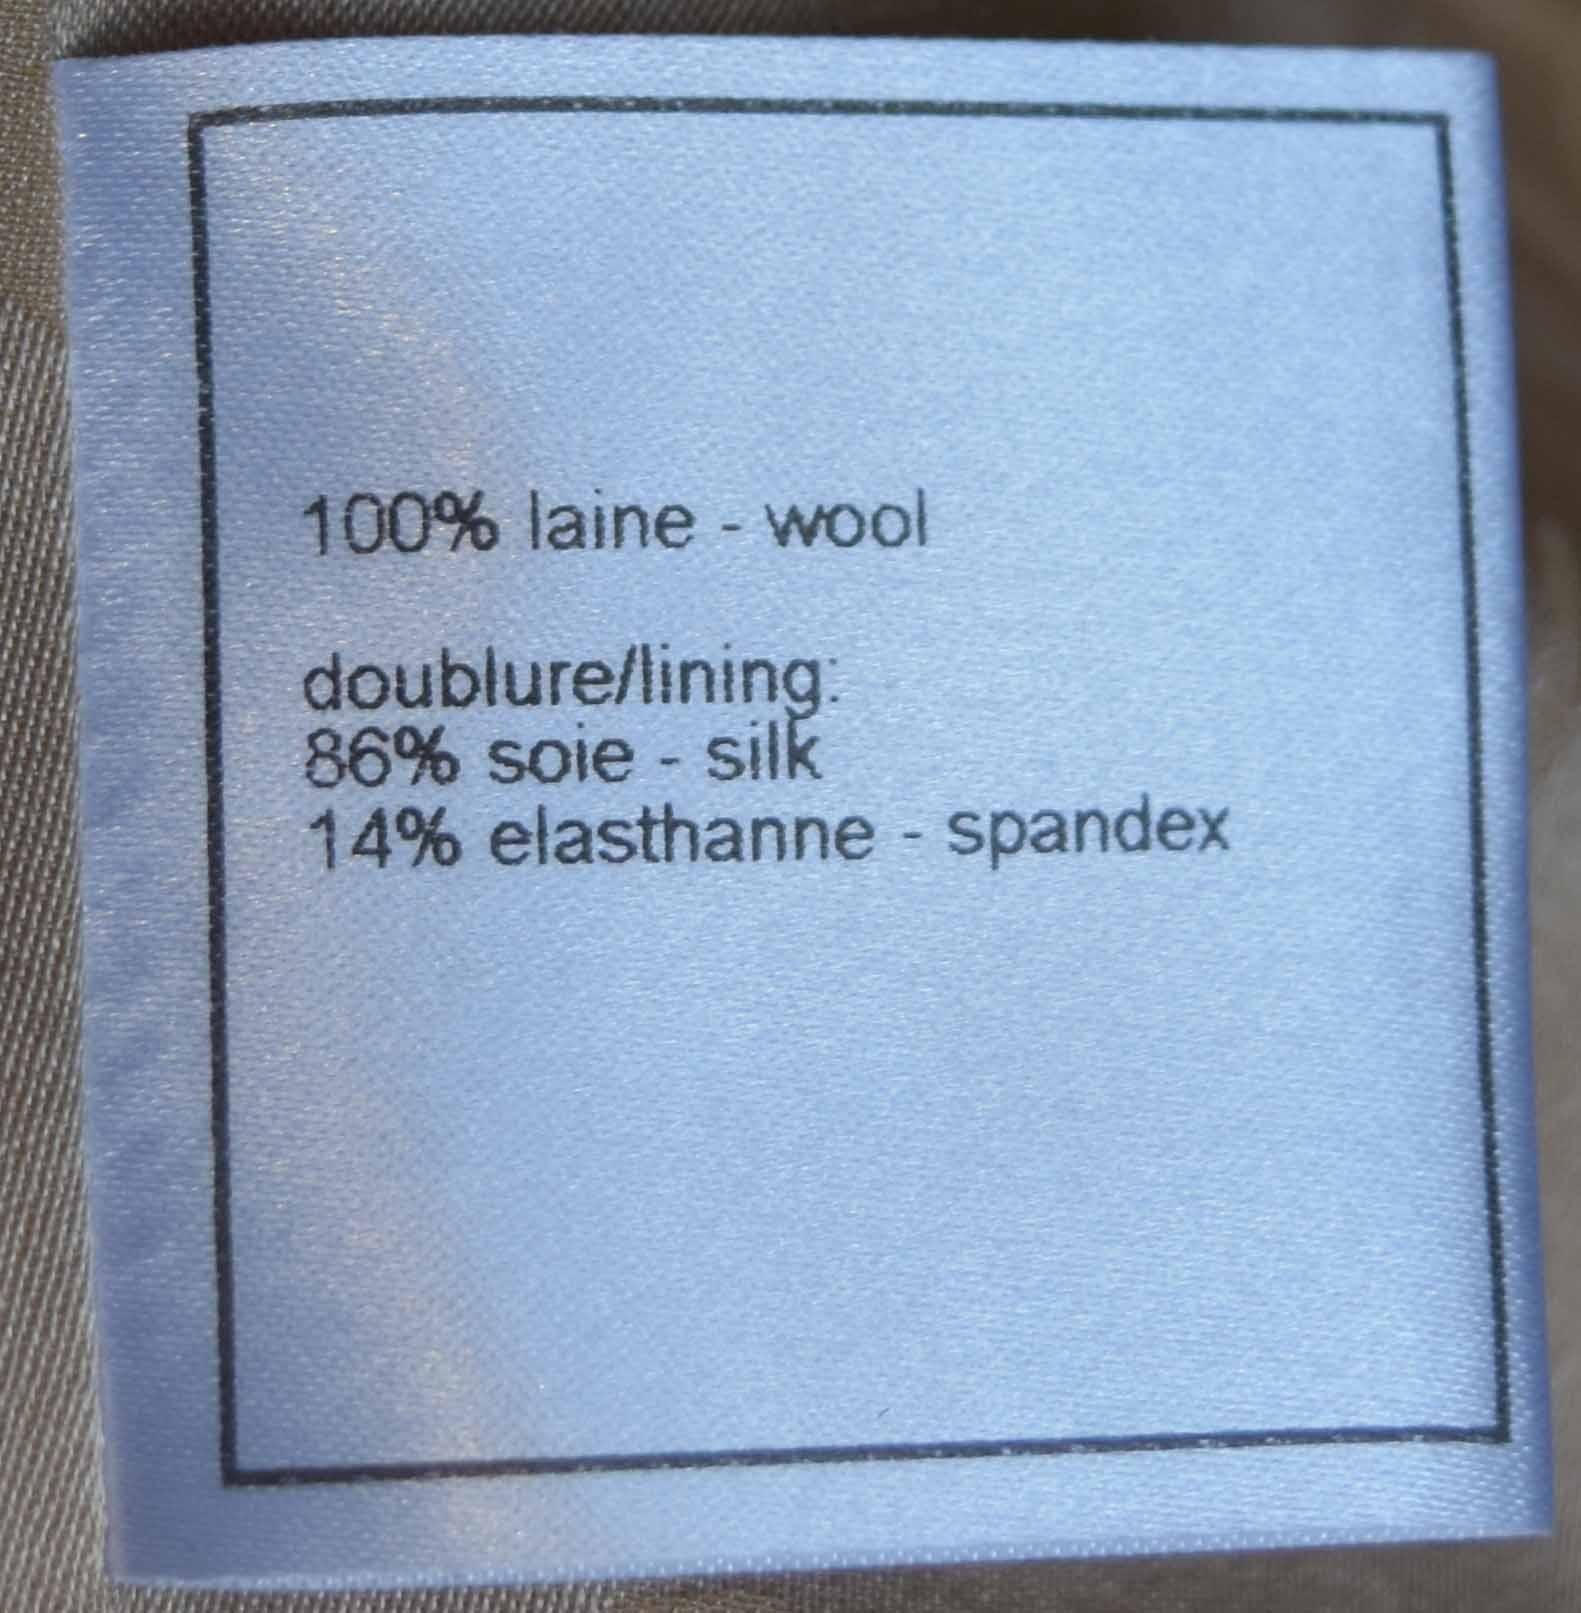 100% laine - wool
doublure/lining:
86% soie - silk
14% elasthanne - spandex